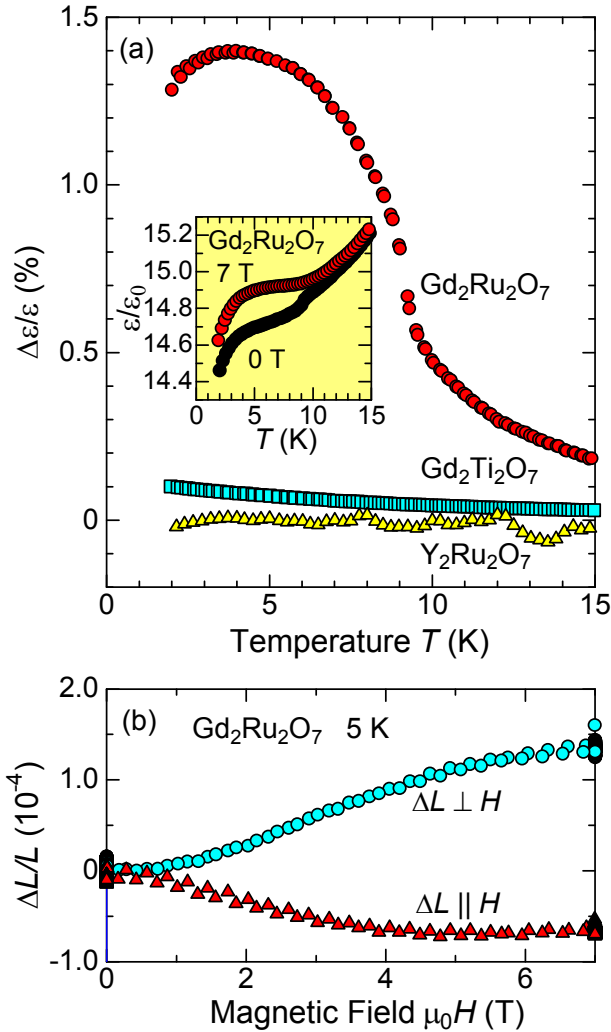 1.5
(a)
1.0
0.5
0
Δε/ε (%)
15.2
15.0
14.8
14.6
14.4
ε/ε0
Gd2Ru2O7
7 T
0 T
0 5 10 15
T (K)
Gd2Ru2O7
Gd2Ti2O7
Y2Ru2O7
0 5 10 15
Temperature T (K)
2.0
1.0
0
-1.0
ΔL/L (10-4)
(b) Gd2Ru2O7 5 K
ΔL ⊥ H
ΔL || H
0 2 4 6
Magnetic Field μ0H (T)